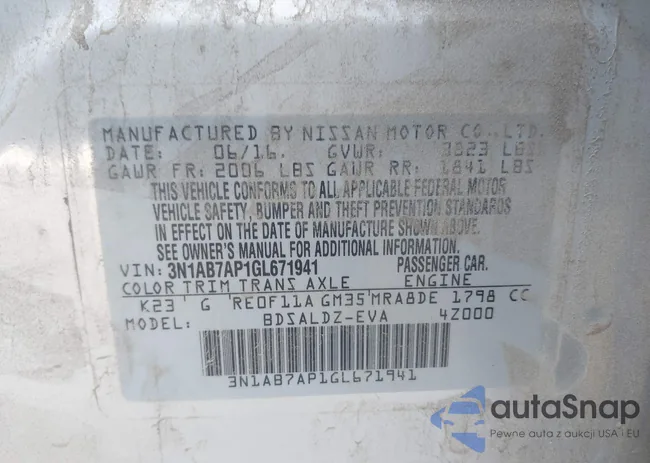 MANUFACTURED BY NISSAN MOTOR CO.,LTD.
DATE: 06/16. GVWR: 3823 LBS
GAWR FR: 2006 LBS GAWR RR: 1841 LBS
THIS VEHICLE CONFORMS TO ALL APPLICABLE FEDERAL MOTOR
VEHICLE SAFETY, BUMPER AND THEFT PREVENTION STANDARDS
IN EFFECT ON THE DATE OF MANUFACTURE SHOWN ABOVE.
SEE OWNER'S MANUAL FOR ADDITIONAL INFORMATION.
VIN: 3N1AB7AP1GL671941 PASSENGER CAR.
COLOR TRIM TRANS AXLE ENGINE
K23 G RE0F11A GM35 MRA8DE 1798 CC
MODEL: BDSALDZ-EVA 4Z000
3N1AB7AP1GL671941
autaSnap
Pewne auta z aukcji USA i EU